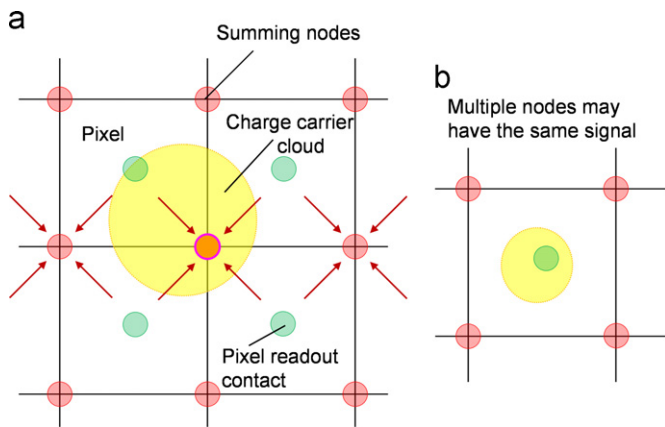 a
Summing nodes
Pixel
Charge carrier
cloud
Pixel readout
contact
b
Multiple nodes may
have the same signal